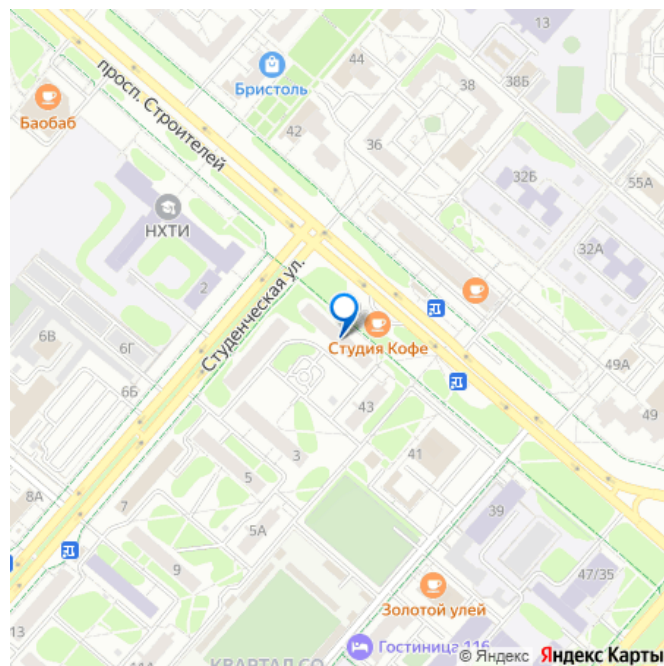 13
44
38
38Б
Бристоль
просп. Строителей
Баобаб
42
36
32Б
55А
НХТИ
32А
Студенческая ул.
2
6В
6Г
Студия Кофе
49А
6Б
43
49
41
3
5
8А
7
39
5А
9
47/35
Золотой улей
13
Гостиница 116
КВАРТАЛ СО
© Яндекс Яндекс Карты